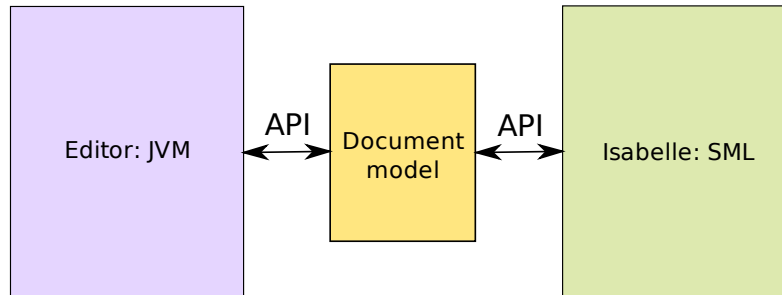 Editor: JVM
API
Document
model
API
Isabelle: SML